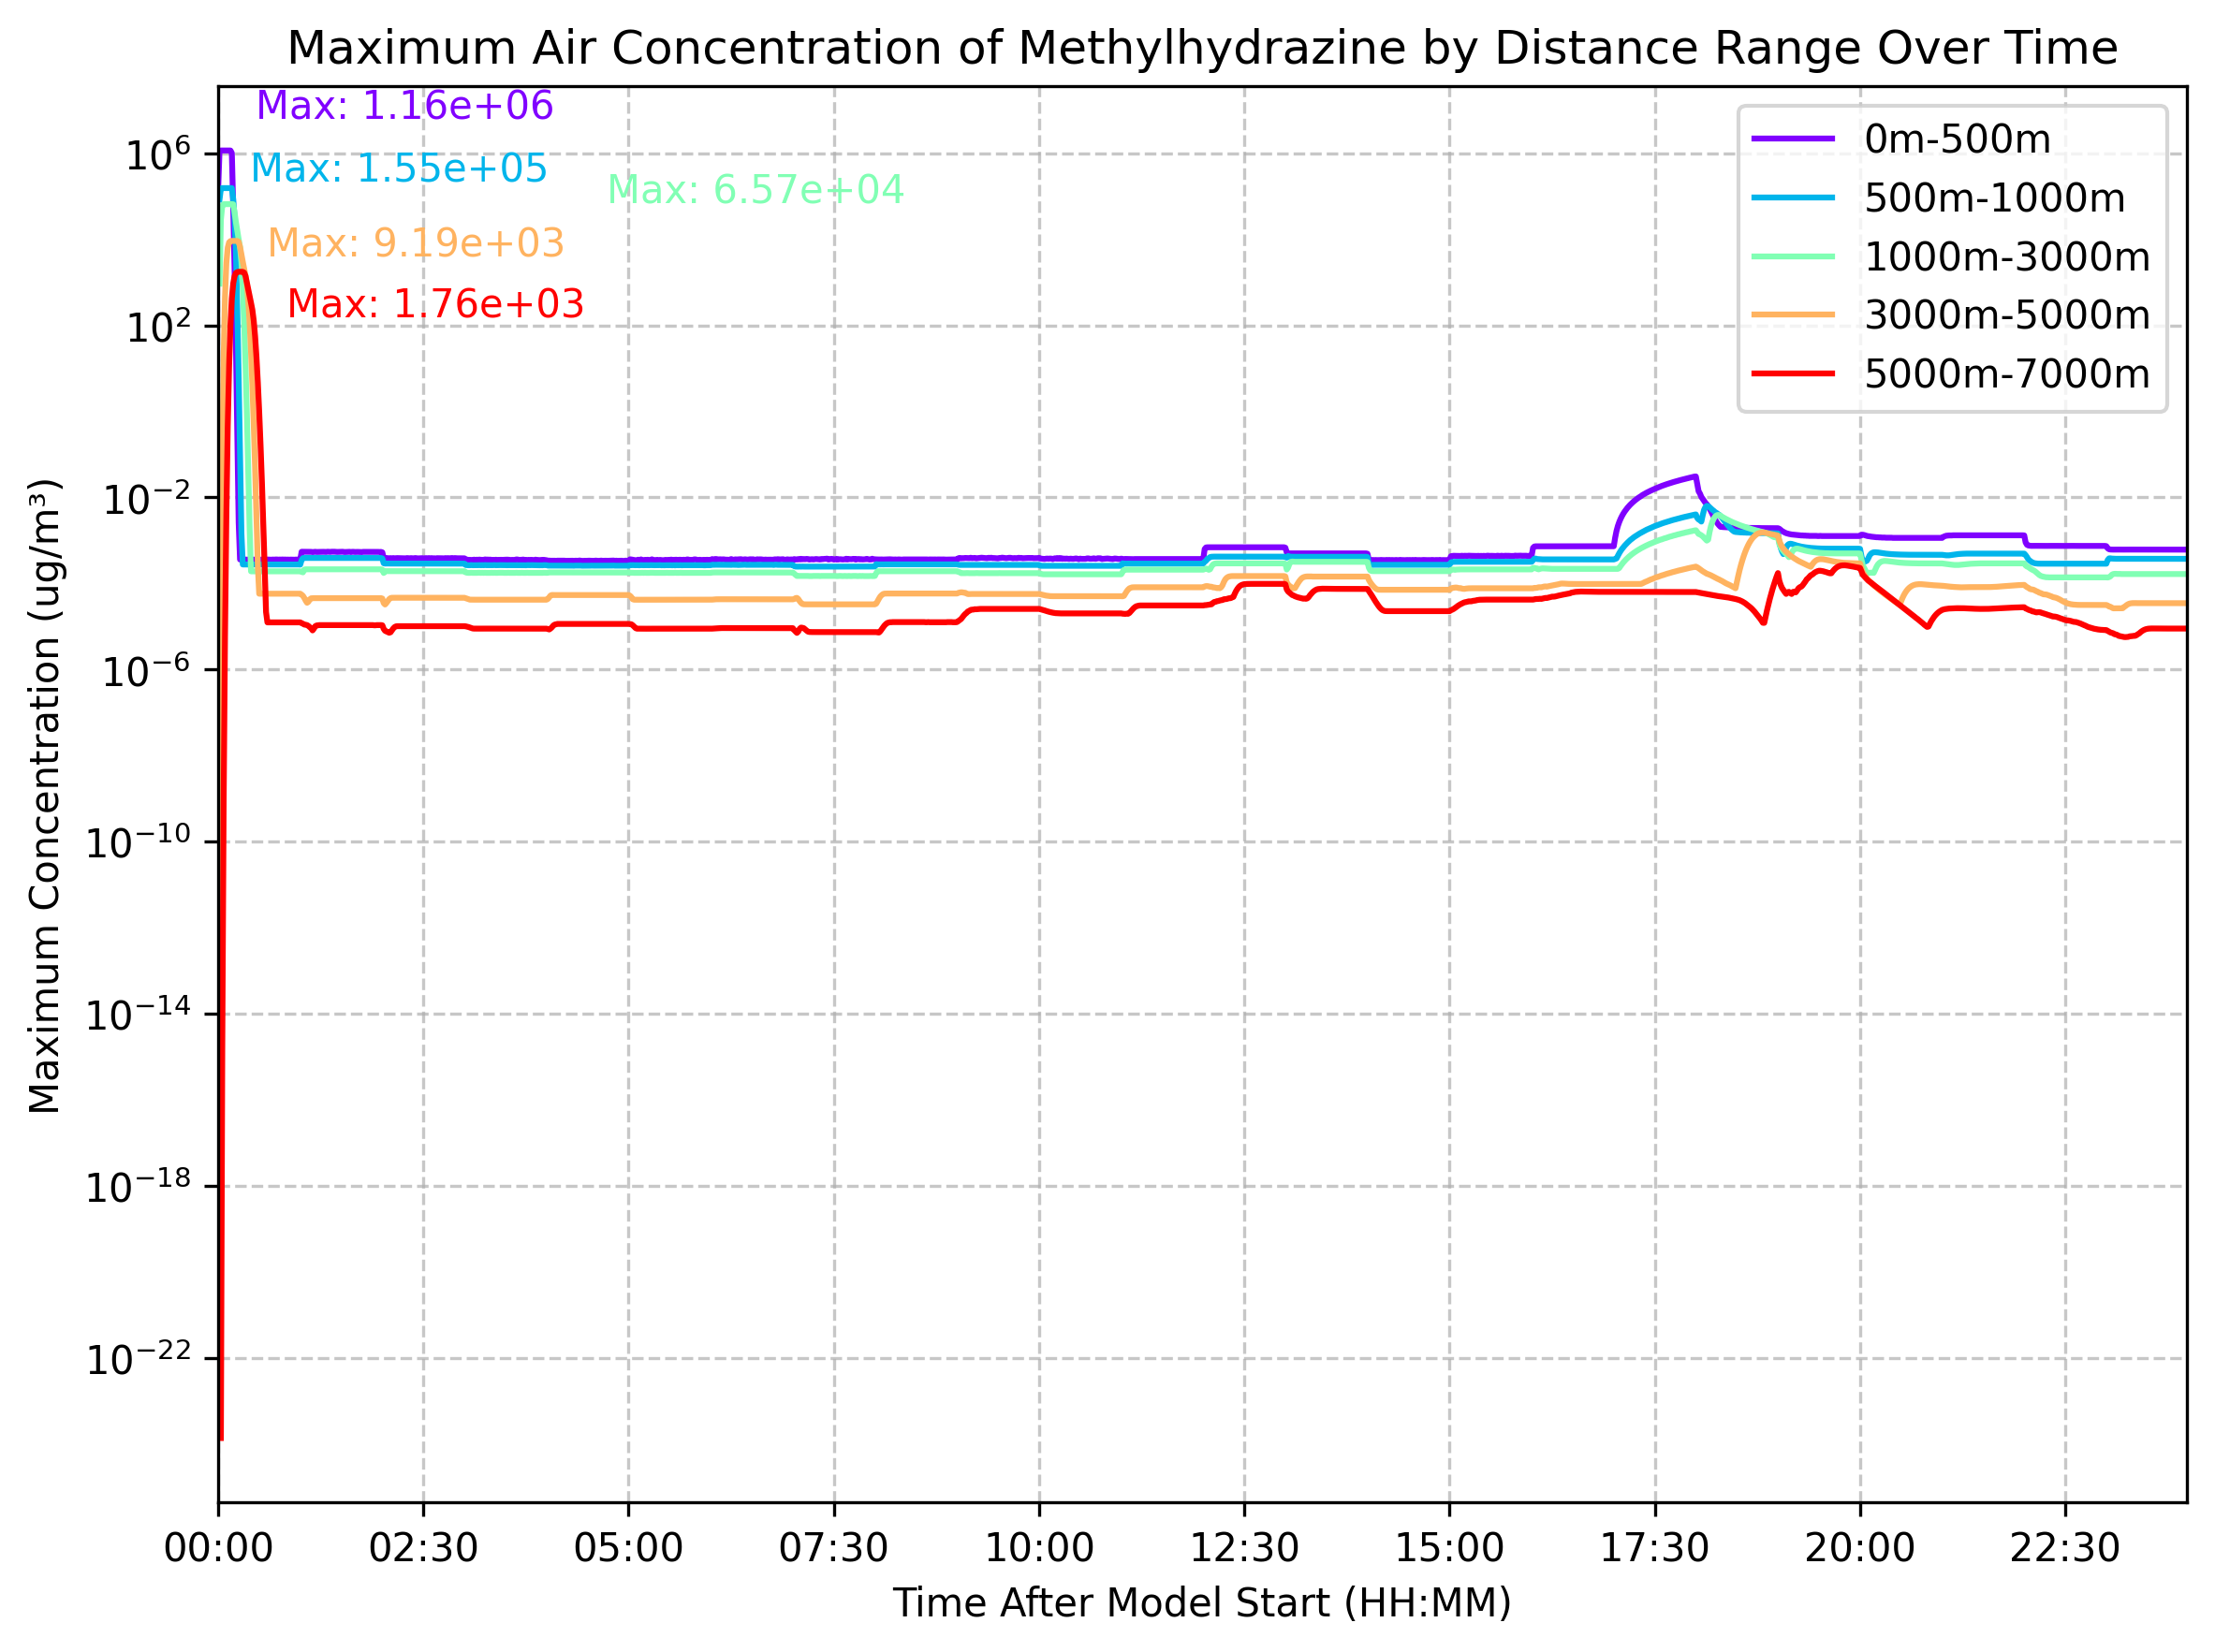 Maximum Air Concentration of Methylhydrazine by Distance Range Over Time
Max: 1.16e+06
Max: 1.55e+05
Max: 6.57e+04
Max: 9.19e+03
Max: 1.76e+03
0m-500m
500m-1000m
1000m-3000m
3000m-5000m
5000m-7000m
Maximum Concentration (ug/m³)
10⁶
10²
10⁻²
10⁻⁶
10⁻¹⁰
10⁻¹⁴
10⁻¹⁸
10⁻²²
00:00 02:30 05:00 07:30 10:00 12:30 15:00 17:30 20:00 22:30
Time After Model Start (HH:MM)